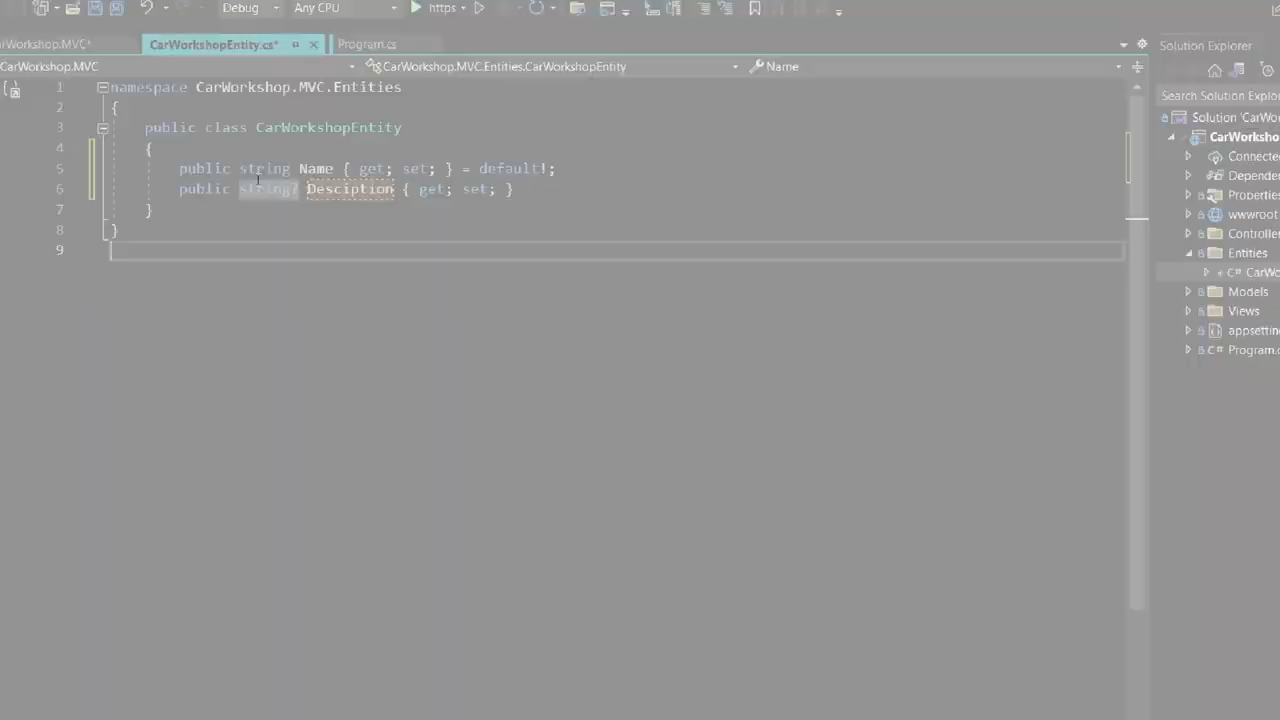 Debug
Any CPU
https
arWorkshop.MVC*
CarWorkshopEntity.cs*
Program.cs
Solution Explorer
CarWorkshop.MVC
CarWorkshop.MVC.Entities.CarWorkshopEntity
Name
Search Solution Explor
1 namespace CarWorkshop.MVC.Entities
2 {
3 public class CarWorkshopEntity
4 {
5 public string Name { get; set; } = default!;
6 public string? Desciption { get; set; }
7 }
8 }
9
Solution 'CarWo
CarWorksho
Connecte
Depender
Properties
wwwroot
Controller
Entities
C# CarWo
Models
Views
appsettin
C# Program.c